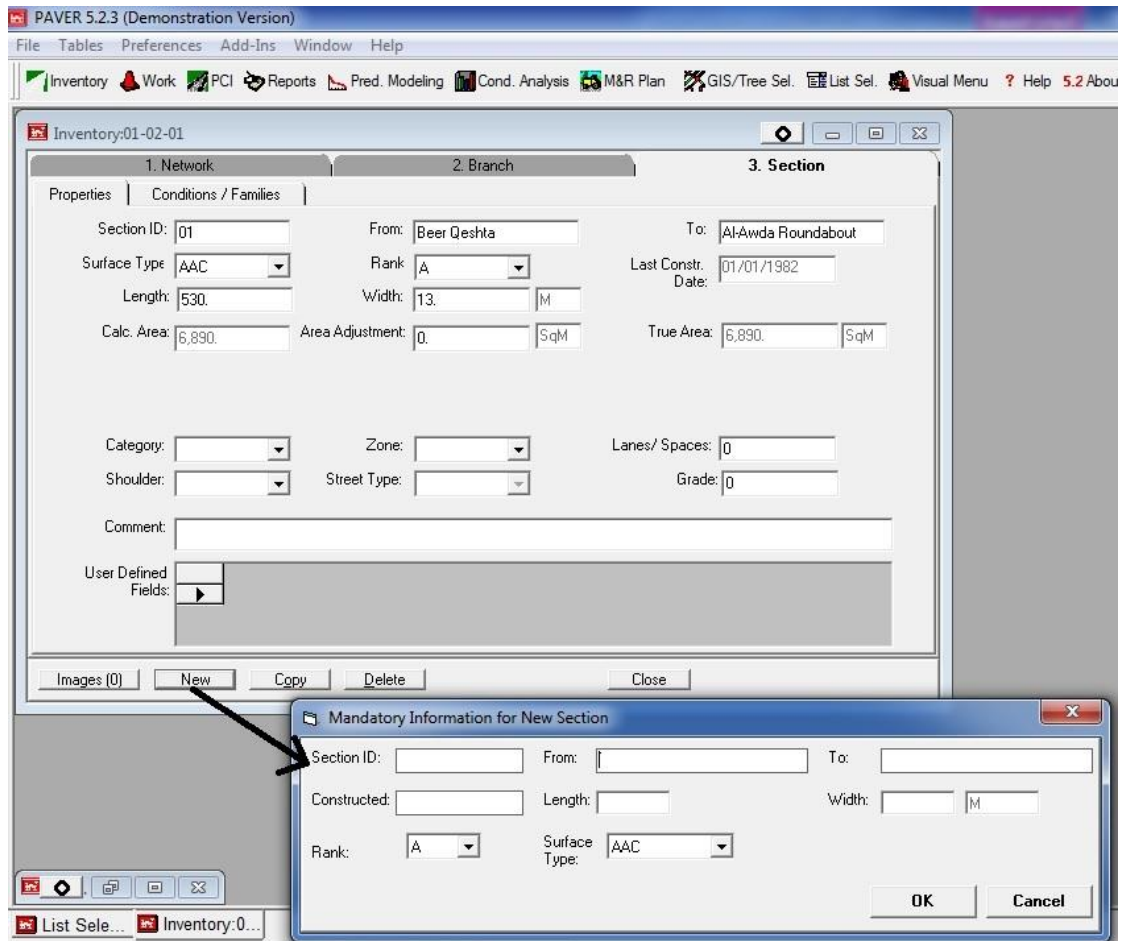 PAVER 5.2.3 (Demonstration Version)
File Tables Preferences Add-Ins Window Help
Inventory Work PCI Reports Pred. Modeling Cond. Analysis M&R Plan GIS/Tree Sel. List Sel. Visual Menu ? Help 5.2 Abou
Inventory:01-02-01
1. Network 2. Branch 3. Section
Properties Conditions / Families
Section ID: 01 From: Beer Qeshta To: Al-Awda Roundabout
Surface Type AAC Rank A Last Constr. Date: 01/01/1982
Length: 530. Width: 13. M
Calc. Area: 6,890. Area Adjustment: 0. SqM True Area: 6,890. SqM
Category: Zone: Lanes/ Spaces: 0
Shoulder: Street Type: Grade: 0
Comment:
User Defined Fields:
Images (0) New Copy Delete Close
Mandatory Information for New Section
Section ID: From: To:
Constructed: Length: Width: M
Rank: A Surface Type: AAC
OK Cancel
List Sele... Inventory:0...